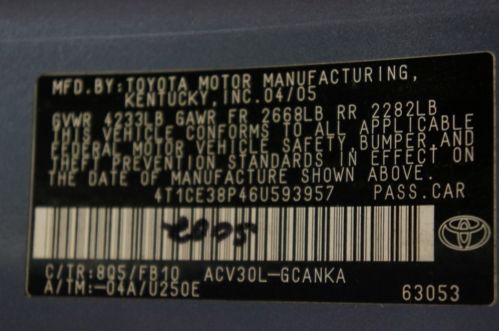 MFD.BY: TOYOTA MOTOR MANUFACTURING,
KENTUCKY, INC. 04/05
GVWR 4233LB GAWR FR 2668LB RR 2282LB
THIS VEHICLE CONFORMS TO ALL APPLICABLE
FEDERAL MOTOR VEHICLE SAFETY, BUMPER, AND
THEFT PREVENTION STANDARDS IN EFFECT ON
THE DATE OF MANUFACTURE SHOWN ABOVE.
4T1CE38P46U593957 PASS.CAR
C/TR:8Q5/FB10 ACV30L-GCANKA
A/TM:-04A/U250E 63053